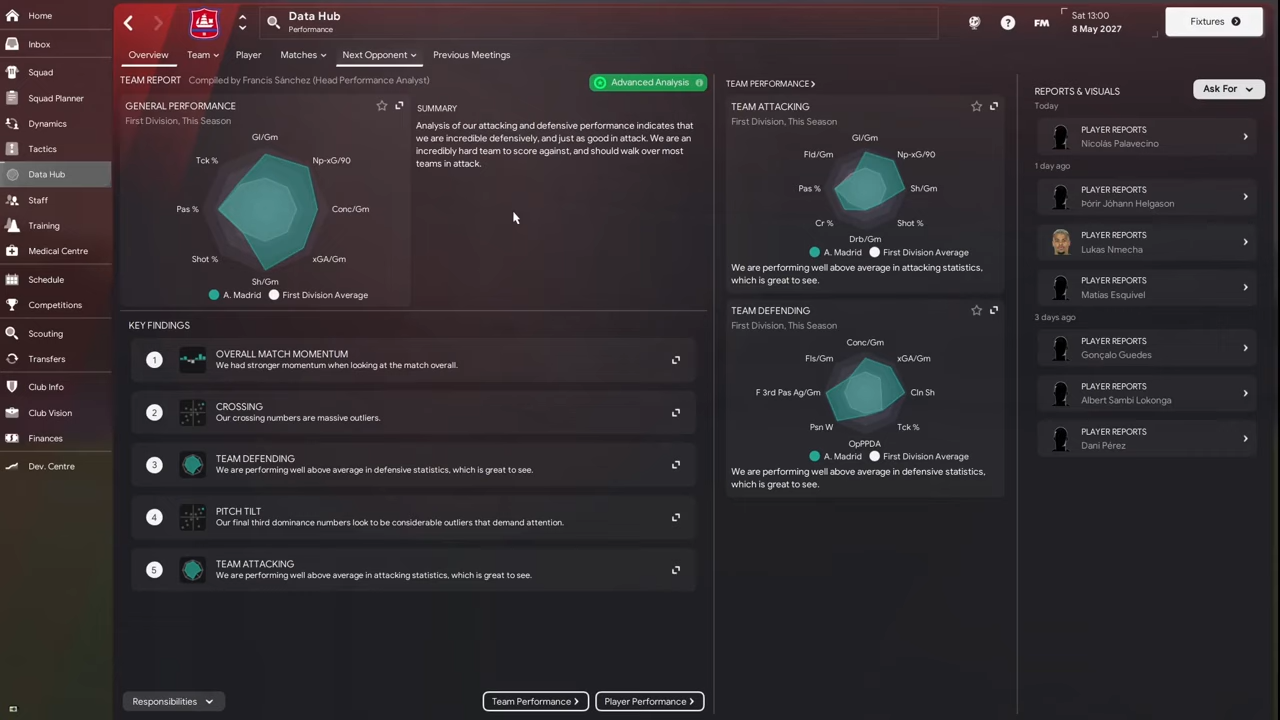 Home
Inbox
Squad
Squad Planner
Dynamics
Tactics
Data Hub
Staff
Training
Medical Centre
Schedule
Competitions
Scouting
Transfers
Club Info
Club Vision
Finances
Dev. Centre
Data Hub
Performance
FM
Sat 13:00
8 May 2027
Fixtures
Overview
Team
Player
Matches
Next Opponent
Previous Meetings
TEAM REPORT Compiled by Francis Sánchez (Head Performance Analyst)
Advanced Analysis
GENERAL PERFORMANCE
First Division, This Season
Gl/Gm
Tck %
Np-xG/90
Pas %
Conc/Gm
Shot %
xGA/Gm
Sh/Gm
A. Madrid
First Division Average
SUMMARY
Analysis of our attacking and defensive performance indicates that
we are incredible defensively, and just as good in attack. We are an
incredibly hard team to score against, and should walk over most
teams in attack.
KEY FINDINGS
1
OVERALL MATCH MOMENTUM
We had stronger momentum when looking at the match overall.
2
CROSSING
Our crossing numbers are massive outliers.
3
TEAM DEFENDING
We are performing well above average in defensive statistics, which is great to see.
4
PITCH TILT
Our final third dominance numbers look to be considerable outliers that demand attention.
5
TEAM ATTACKING
We are performing well above average in attacking statistics, which is great to see.
Responsibilities
Team Performance
Player Performance
TEAM PERFORMANCE
TEAM ATTACKING
First Division, This Season
Gl/Gm
Fld/Gm
Np-xG/90
Pas %
Sh/Gm
Cr %
Shot %
Drb/Gm
A. Madrid
First Division Average
We are performing well above average in attacking statistics,
which is great to see.
TEAM DEFENDING
First Division, This Season
Conc/Gm
Fls/Gm
xGA/Gm
F 3rd Pas Ag/Gm
Cln Sh
Psn W
Tck %
OpPPDA
A. Madrid
First Division Average
We are performing well above average in defensive statistics,
which is great to see.
REPORTS & VISUALS
Ask For
Today
PLAYER REPORTS
Nicolás Palavecino
1 day ago
PLAYER REPORTS
Þórir Jóhann Helgason
PLAYER REPORTS
Lukas Nmecha
PLAYER REPORTS
Matías Esquivel
3 days ago
PLAYER REPORTS
Gonçalo Guedes
PLAYER REPORTS
Albert Sambi Lokonga
PLAYER REPORTS
Dani Pérez